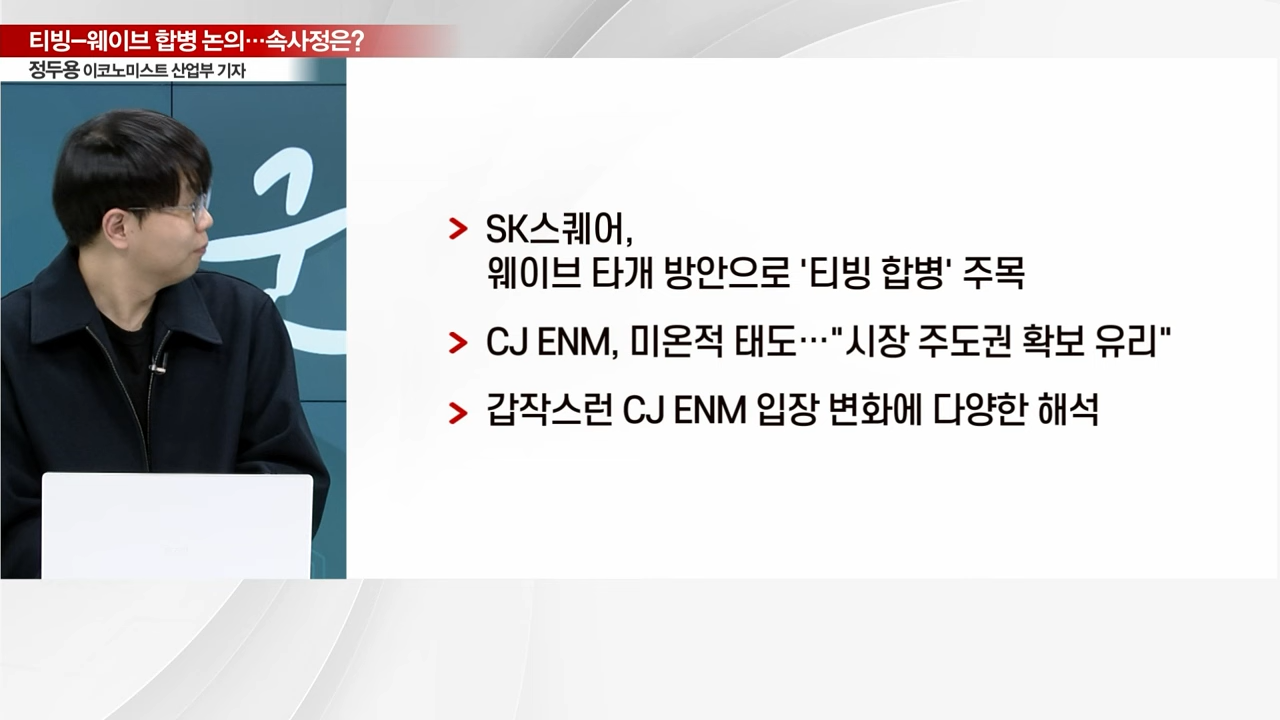 티빙-웨이브 합병 논의…속사정은?
정두용 이코노미스트 산업부 기자
> SK스퀘어,
웨이브 타개 방안으로 '티빙 합병' 주목
> CJ ENM, 미온적 태도…"시장 주도권 확보 유리"
> 갑작스런 CJ ENM 입장 변화에 다양한 해석